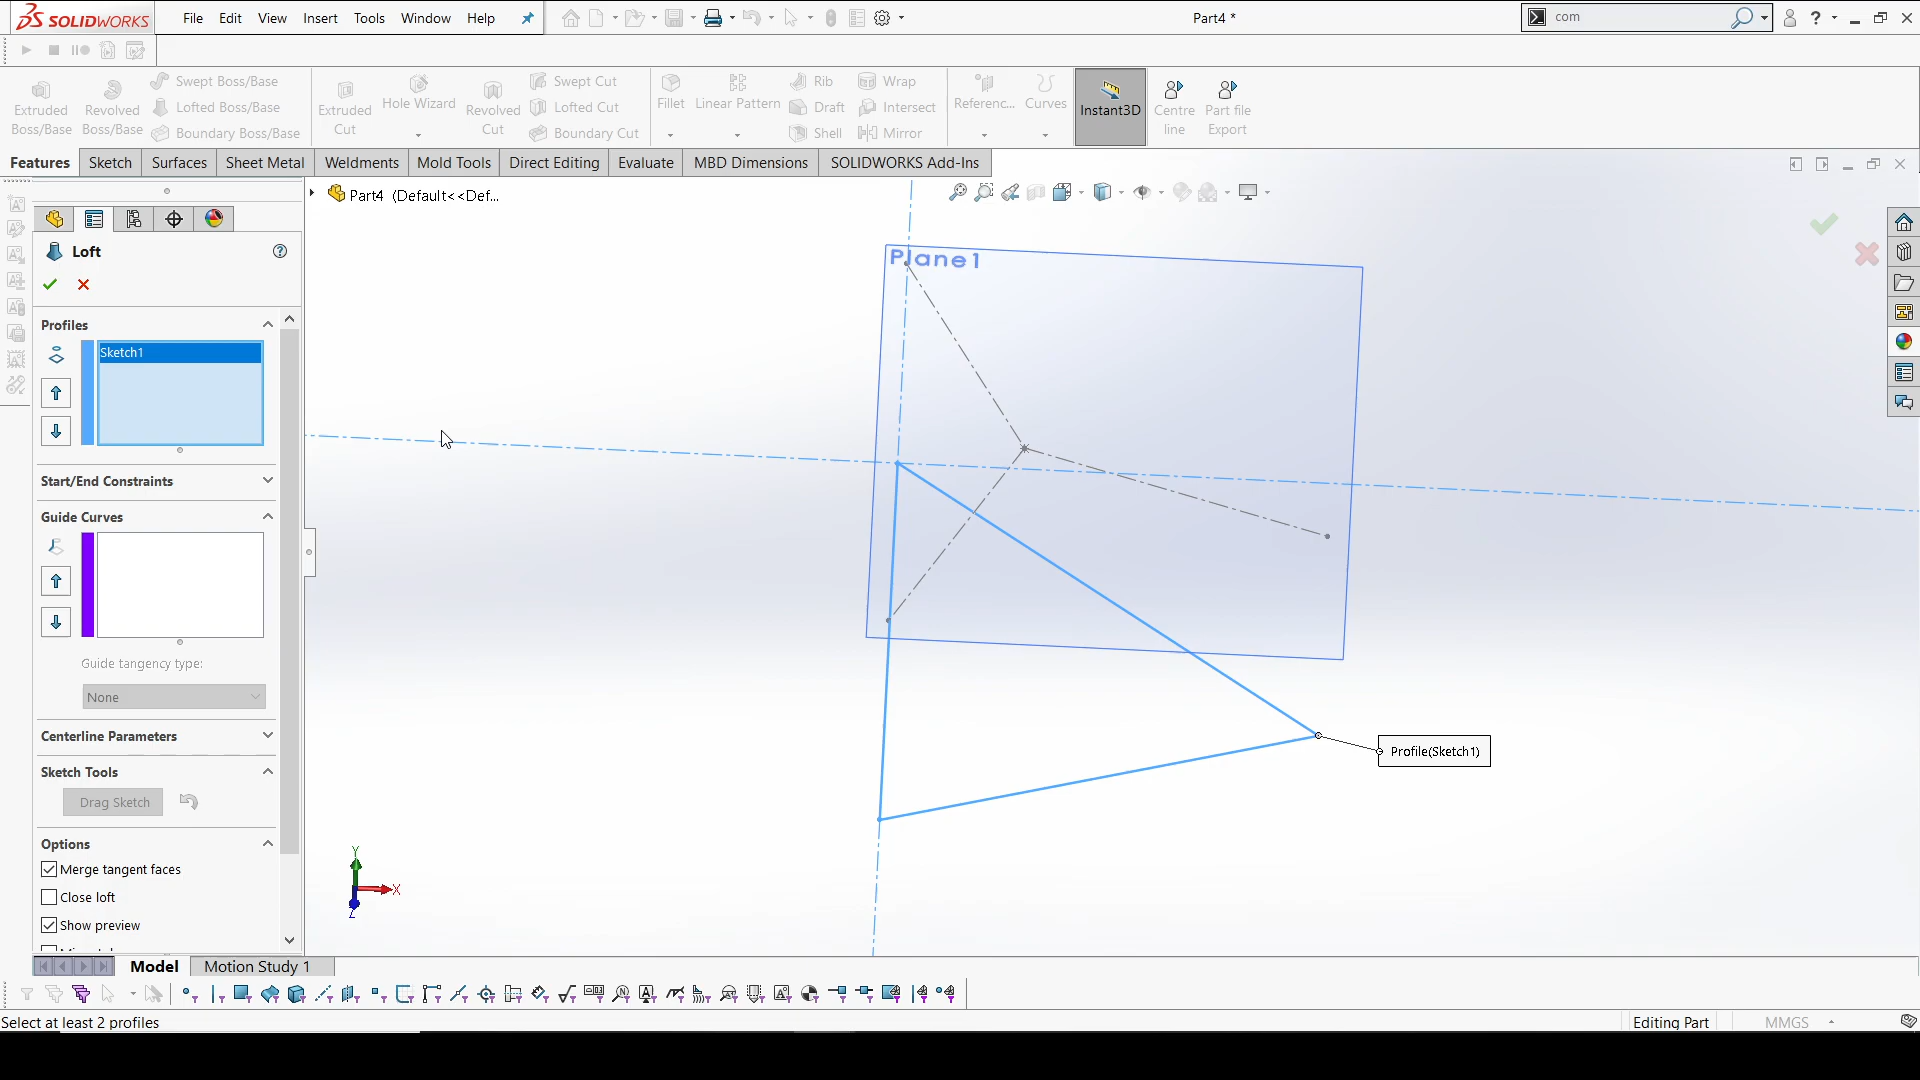 SOLIDWORKS File Edit View Insert Tools Window Help Part4 * com
Extruded Boss/Base
Revolved Boss/Base
Swept Boss/Base
Lofted Boss/Base
Boundary Boss/Base
Extruded Cut
Hole Wizard
Revolved Cut
Swept Cut
Lofted Cut
Boundary Cut
Fillet
Linear Pattern
Rib
Draft
Shell
Wrap
Intersect
Mirror
Referenc...
Curves
Instant3D
Centre line
Part file Export
Features Sketch Surfaces Sheet Metal Weldments Mold Tools Direct Editing Evaluate MBD Dimensions SOLIDWORKS Add-Ins
Part4 (Default<<Def...
Loft
Profiles
Sketch1
Start/End Constraints
Guide Curves
Guide tangency type:
None
Centerline Parameters
Sketch Tools
Drag Sketch
Options
Merge tangent faces
Close loft
Show preview
Plane1
Profile(Sketch1)
Y
X
Z
Model Motion Study 1
Select at least 2 profiles
Editing Part MMGS